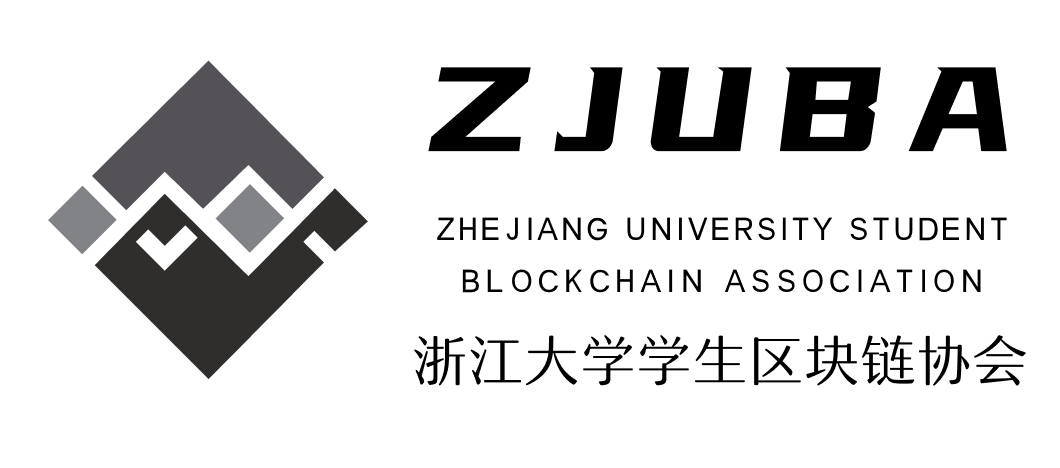 ZJUBA
ZHEJIANG UNIVERSITY STUDENT
BLOCKCHAIN ASSOCIATION
浙江大学学生区块链协会